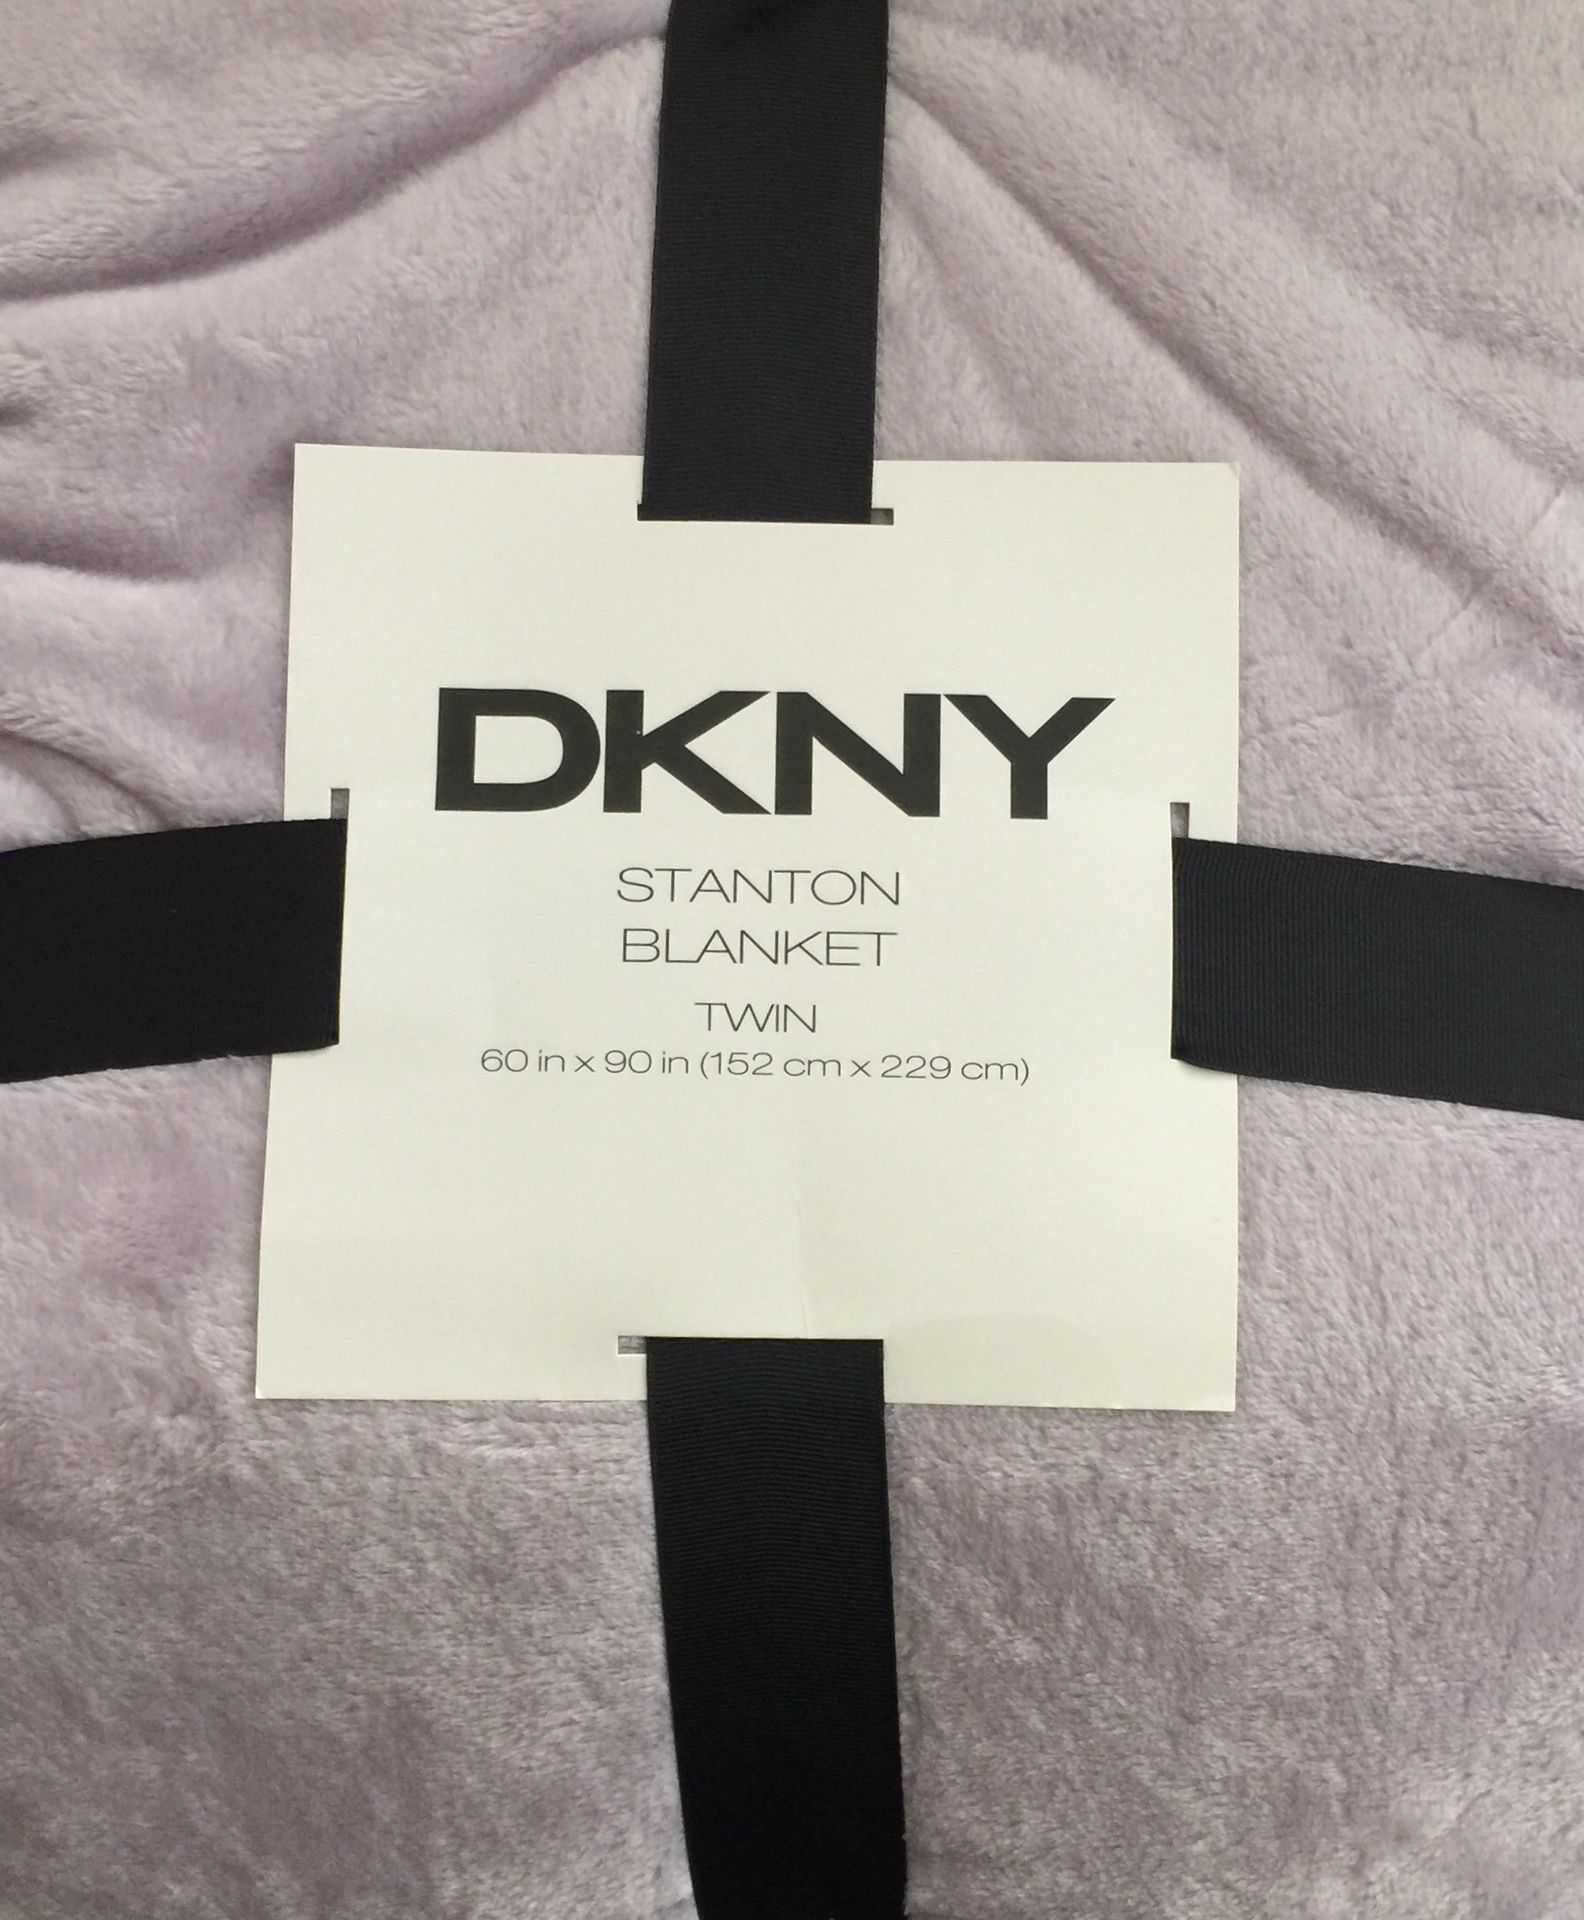 DKNY
STANTON
BLANKET
TWIN
60 in x 90 in (152 cm x 229 cm)